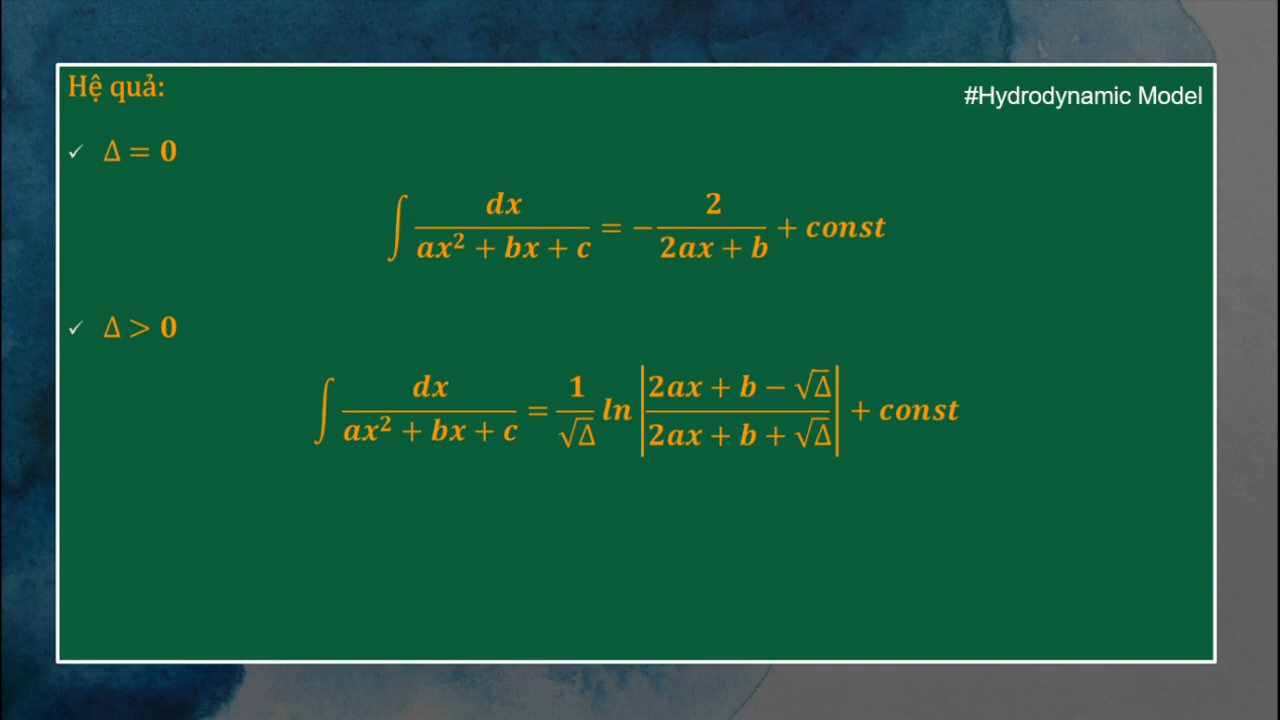 Hệ quả:
#Hydrodynamic Model
✓ Δ = 0
∫ dx / (ax² + bx + c) = − 2 / (2ax + b) + const
✓ Δ > 0
∫ dx / (ax² + bx + c) = 1 / √Δ ln |(2ax + b − √Δ) / (2ax + b + √Δ)| + const